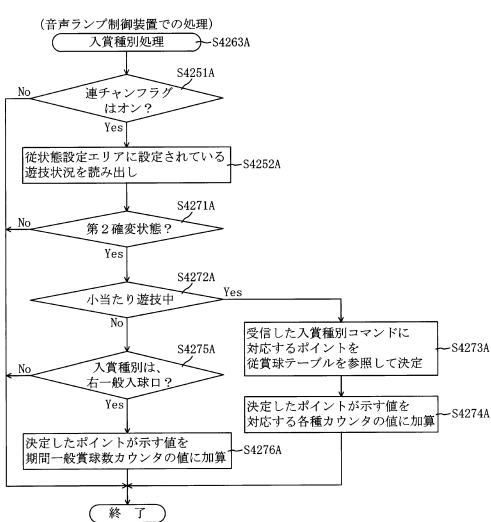 (音声ランプ制御装置での処理)
入賞種別処理
S4263A
S4251A
連チャンフラグ
はオン?
No
Yes
従状態設定エリアに設定されている
遊技状況を読み出し
S4252A
S4271A
第2確変状態?
No
Yes
S4272A
小当たり遊技中
Yes
No
受信した入賞種別コマンドに
対応するポイントを
従賞球テーブルを参照して決定
S4273A
S4275A
入賞種別は、
右一般入球口?
No
Yes
決定したポイントが示す値を
対応する各種カウンタの値に加算
S4274A
決定したポイントが示す値を
期間一般賞球数カウンタの値に加算
S4276A
終 了